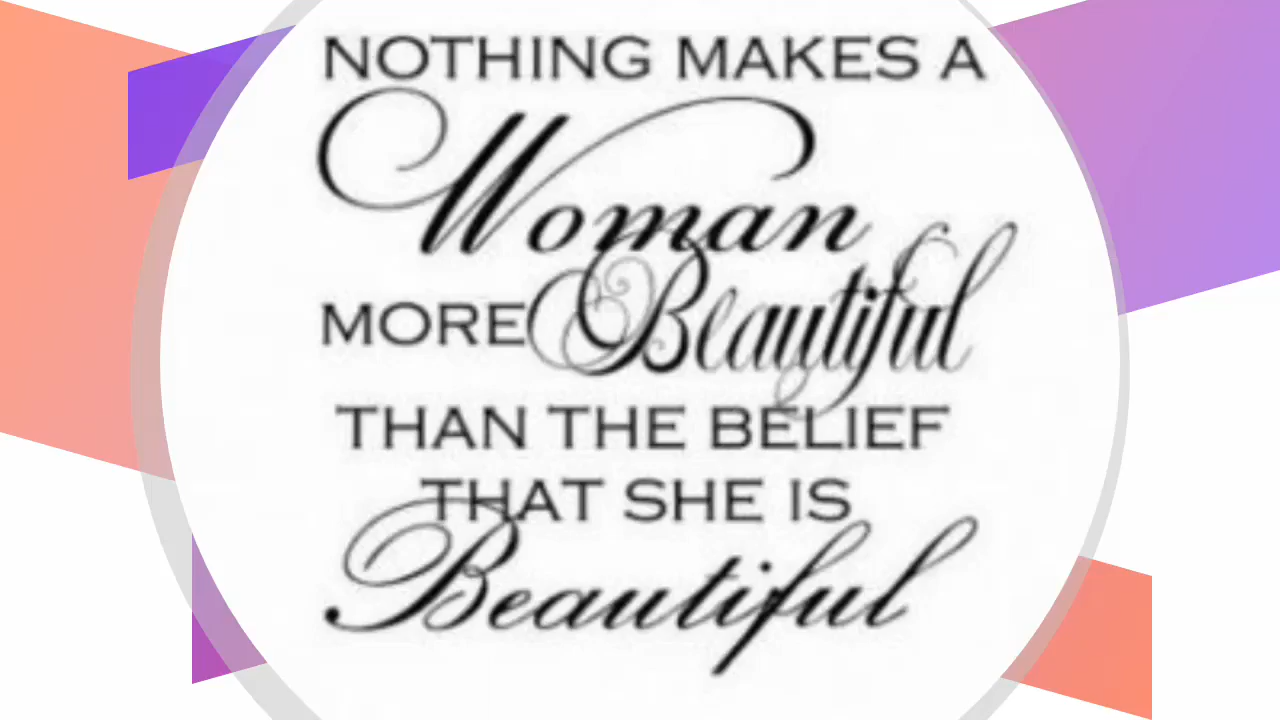 NOTHING MAKES A
Woman
MORE Beautiful
THAN THE BELIEF
THAT SHE IS
Beautiful